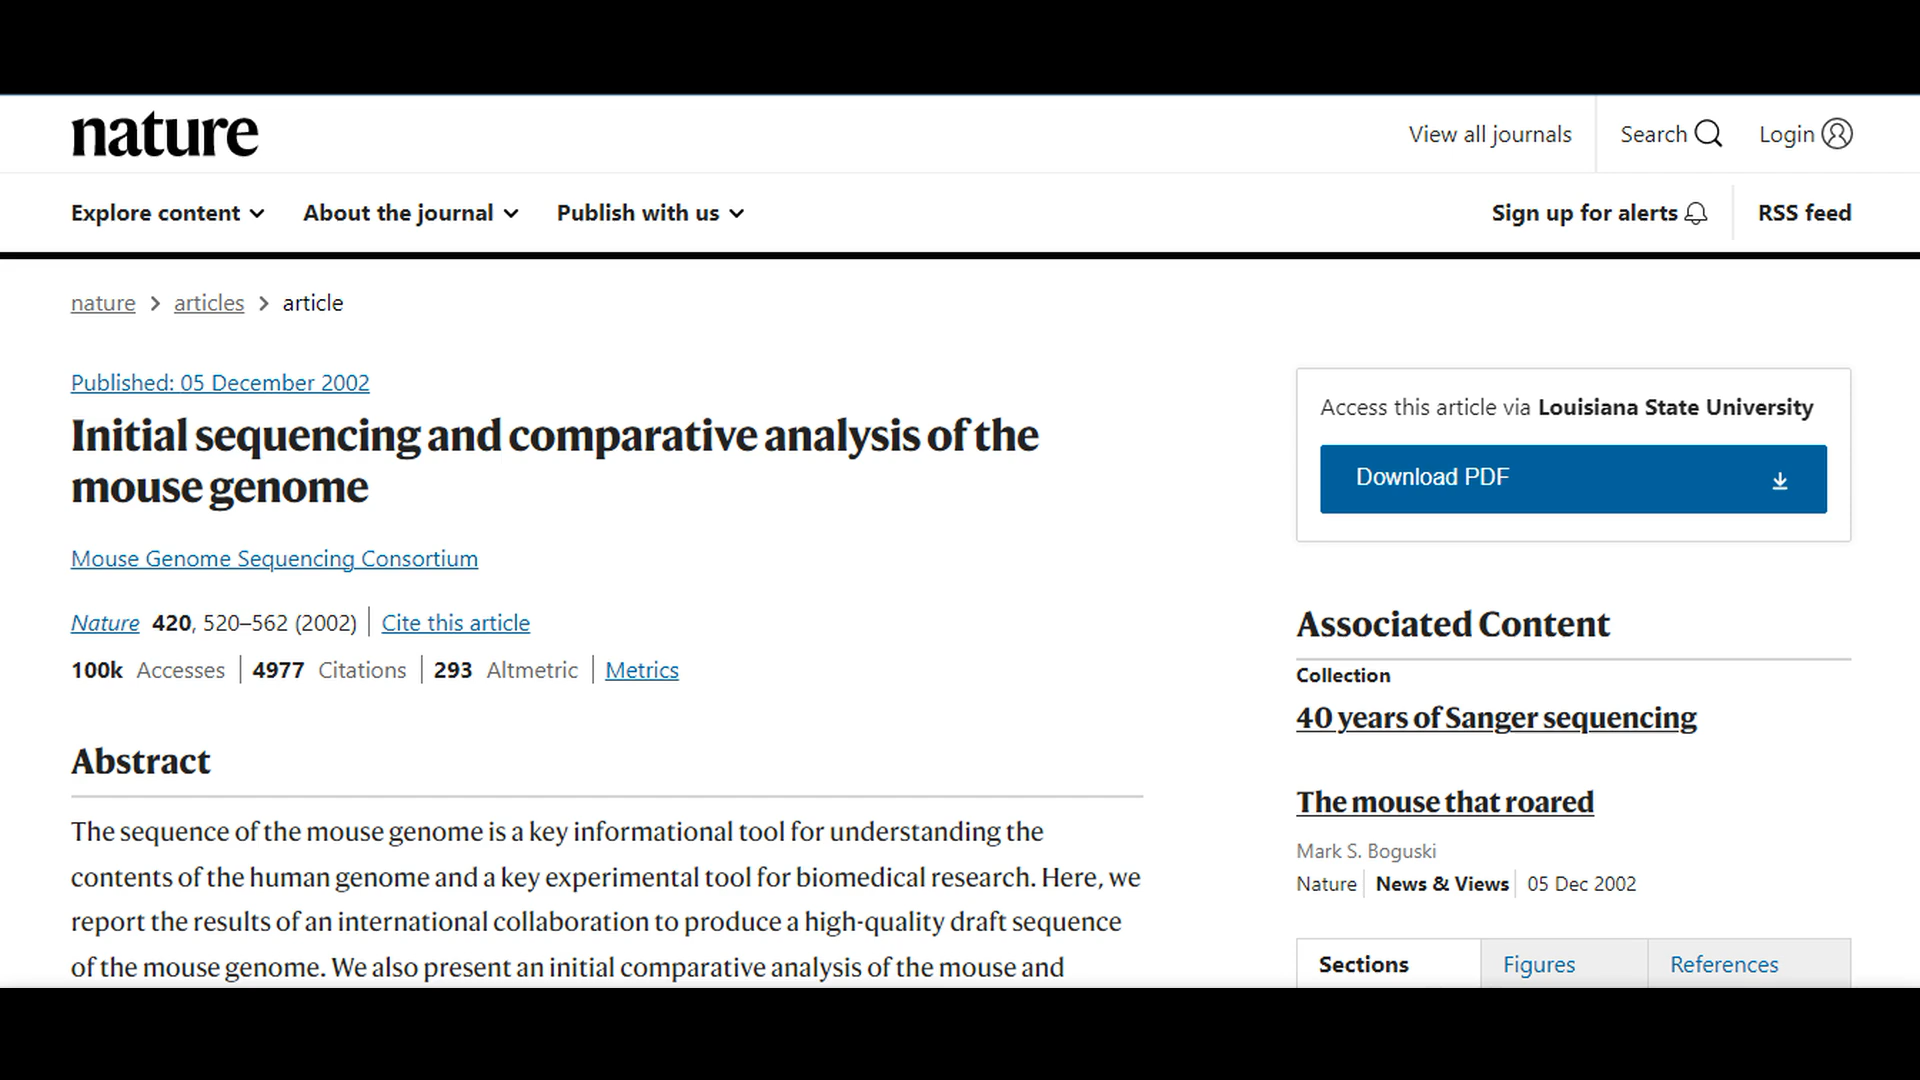 nature
View all journals
Search
Login
Explore content
About the journal
Publish with us
Sign up for alerts
RSS feed
nature > articles > article
Published: 05 December 2002
Initial sequencing and comparative analysis of the
mouse genome
Mouse Genome Sequencing Consortium
Nature 420, 520–562 (2002) | Cite this article
100k Accesses | 4977 Citations | 293 Altmetric | Metrics
Abstract
The sequence of the mouse genome is a key informational tool for understanding the
contents of the human genome and a key experimental tool for biomedical research. Here, we
report the results of an international collaboration to produce a high-quality draft sequence
of the mouse genome. We also present an initial comparative analysis of the mouse and
Access this article via Louisiana State University
Download PDF
Associated Content
Collection
40 years of Sanger sequencing
The mouse that roared
Mark S. Boguski
Nature | News & Views | 05 Dec 2002
Sections
Figures
References